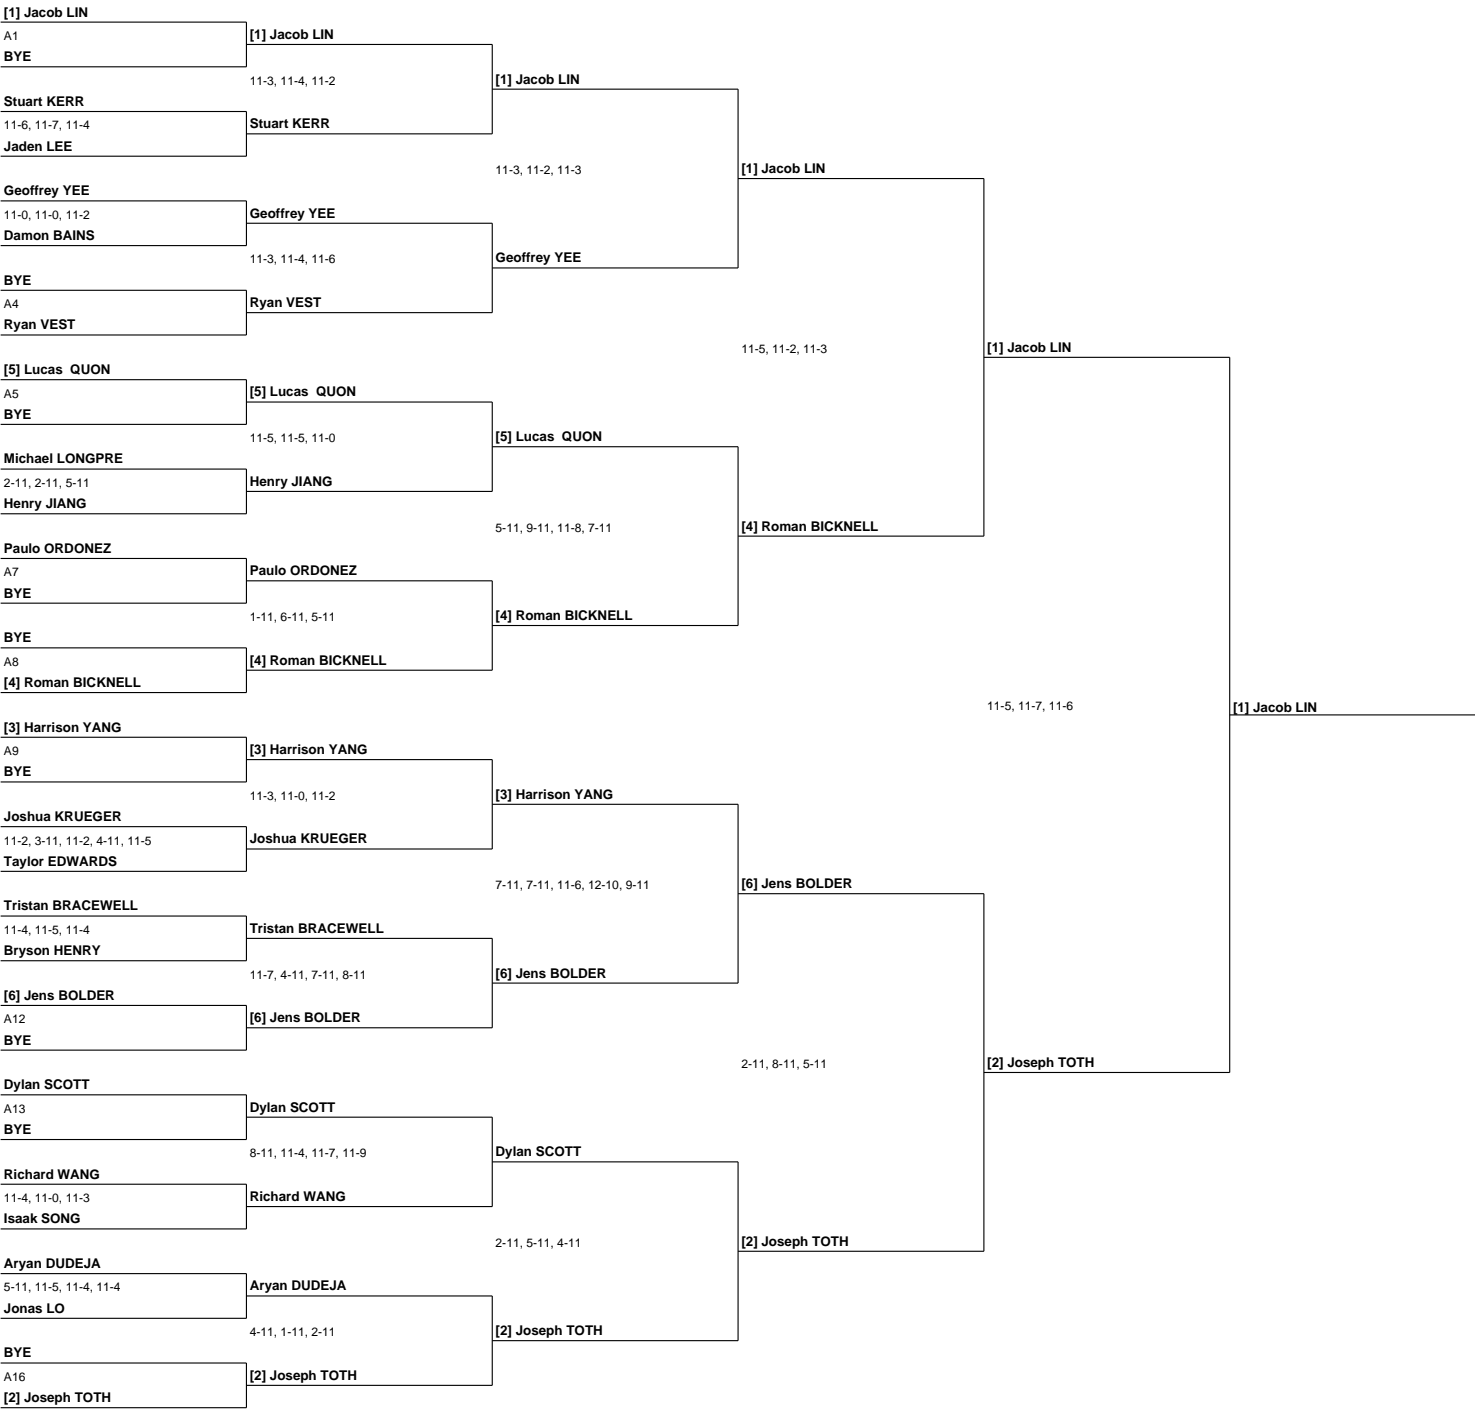 [1] Jacob LIN
A1
BYE
Stuart KERR
11-6, 11-7, 11-4
Jaden LEE
Geoffrey YEE
11-0, 11-0, 11-2
Damon BAINS
BYE
A4
Ryan VEST
[5] Lucas  QUON
A5
BYE
Michael LONGPRE
2-11, 2-11, 5-11
Henry JIANG
Paulo ORDONEZ
A7
BYE
BYE
A8
[4] Roman BICKNELL
[3] Harrison YANG
A9
BYE
Joshua KRUEGER
11-2, 3-11, 11-2, 4-11, 11-5
Taylor EDWARDS
Tristan BRACEWELL
11-4, 11-5, 11-4
Bryson HENRY
[6] Jens BOLDER
A12
BYE
Dylan SCOTT
A13
BYE
Richard WANG
11-4, 11-0, 11-3
Isaak SONG
Aryan DUDEJA
5-11, 11-5, 11-4, 11-4
Jonas LO
BYE
A16
[2] Joseph TOTH
[1] Jacob LIN
11-3, 11-4, 11-2
Stuart KERR
Geoffrey YEE
11-3, 11-4, 11-6
Ryan VEST
[5] Lucas  QUON
11-5, 11-5, 11-0
Henry JIANG
Paulo ORDONEZ
1-11, 6-11, 5-11
[4] Roman BICKNELL
[3] Harrison YANG
11-3, 11-0, 11-2
Joshua KRUEGER
Tristan BRACEWELL
11-7, 4-11, 7-11, 8-11
[6] Jens BOLDER
Dylan SCOTT
8-11, 11-4, 11-7, 11-9
Richard WANG
Aryan DUDEJA
4-11, 1-11, 2-11
[2] Joseph TOTH
[1] Jacob LIN
11-3, 11-2, 11-3
Geoffrey YEE
[5] Lucas  QUON
5-11, 9-11, 11-8, 7-11
[4] Roman BICKNELL
[3] Harrison YANG
7-11, 7-11, 11-6, 12-10, 9-11
[6] Jens BOLDER
Dylan SCOTT
2-11, 5-11, 4-11
[2] Joseph TOTH
[1] Jacob LIN
11-5, 11-2, 11-3
[4] Roman BICKNELL
[6] Jens BOLDER
2-11, 8-11, 5-11
[2] Joseph TOTH
[1] Jacob LIN
11-5, 11-7, 11-6
[2] Joseph TOTH
[1] Jacob LIN